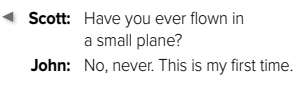 Scott: Have you ever flown in
a small plane?
John: No, never. This is my first time.